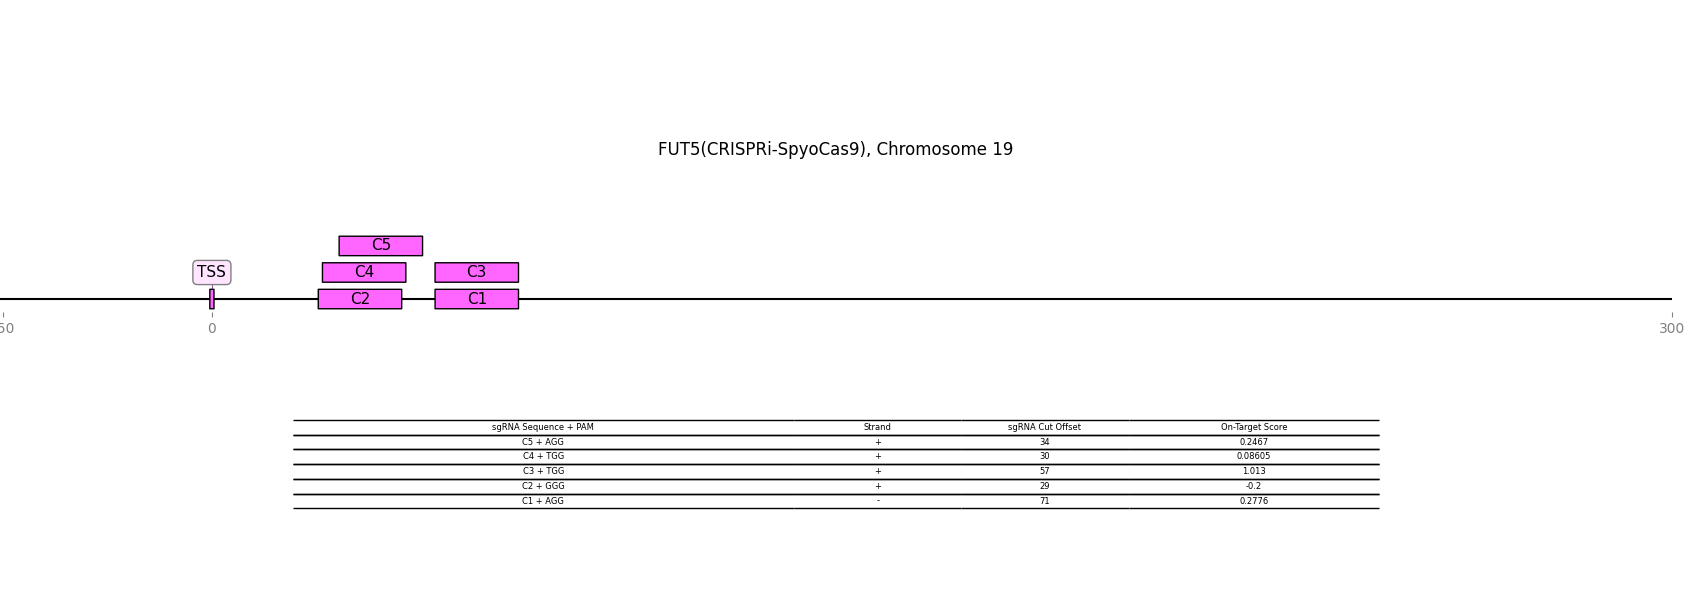 FUT5(CRISPRi-SpyoCas9), Chromosome 19
C5
TSS C4 C3
C2 C1
50 0 300
sgRNA Sequence + PAM Strand sgRNA Cut Offset On-Target Score
C5 + AGG + 34 0.2467
C4 + TGG + 30 0.08605
C3 + TGG + 57 1.013
C2 + GGG + 29 -0.2
C1 + AGG - 71 0.2776